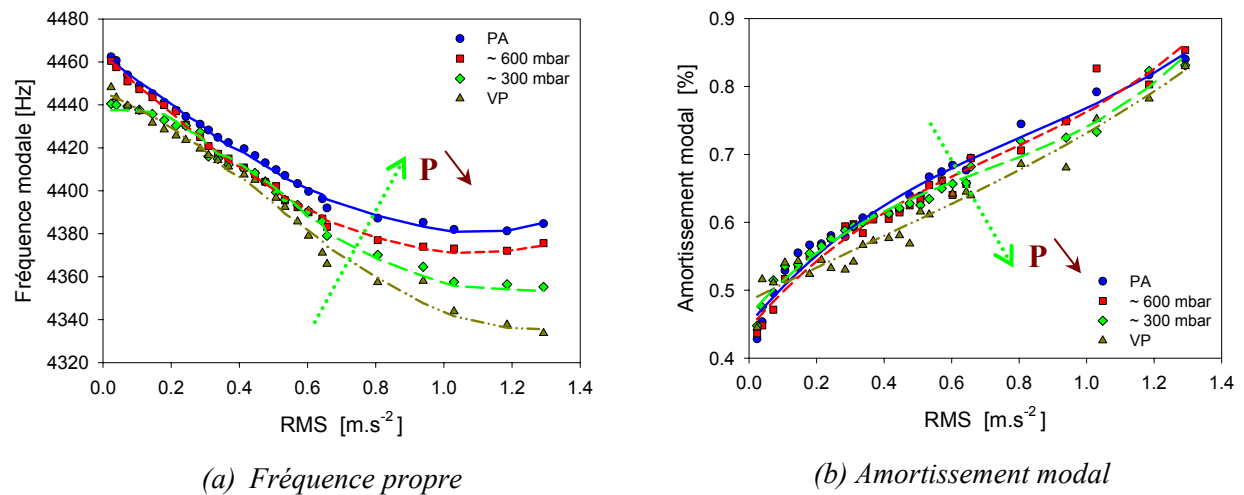 4480
4460
4440
4420
4400
4380
4360
4340
4320
Fréquence modale [Hz]
0.0 0.2 0.4 0.6 0.8 1.0 1.2 1.4
RMS [m.s-2]
PA
~ 600 mbar
~ 300 mbar
VP
P
(a) Fréquence propre
0.9
0.8
0.7
0.6
0.5
0.4
Amortissement modal [%]
0.0 0.2 0.4 0.6 0.8 1.0 1.2 1.4
RMS [m.s-2]
P
PA
~ 600 mbar
~ 300 mbar
VP
(b) Amortissement modal